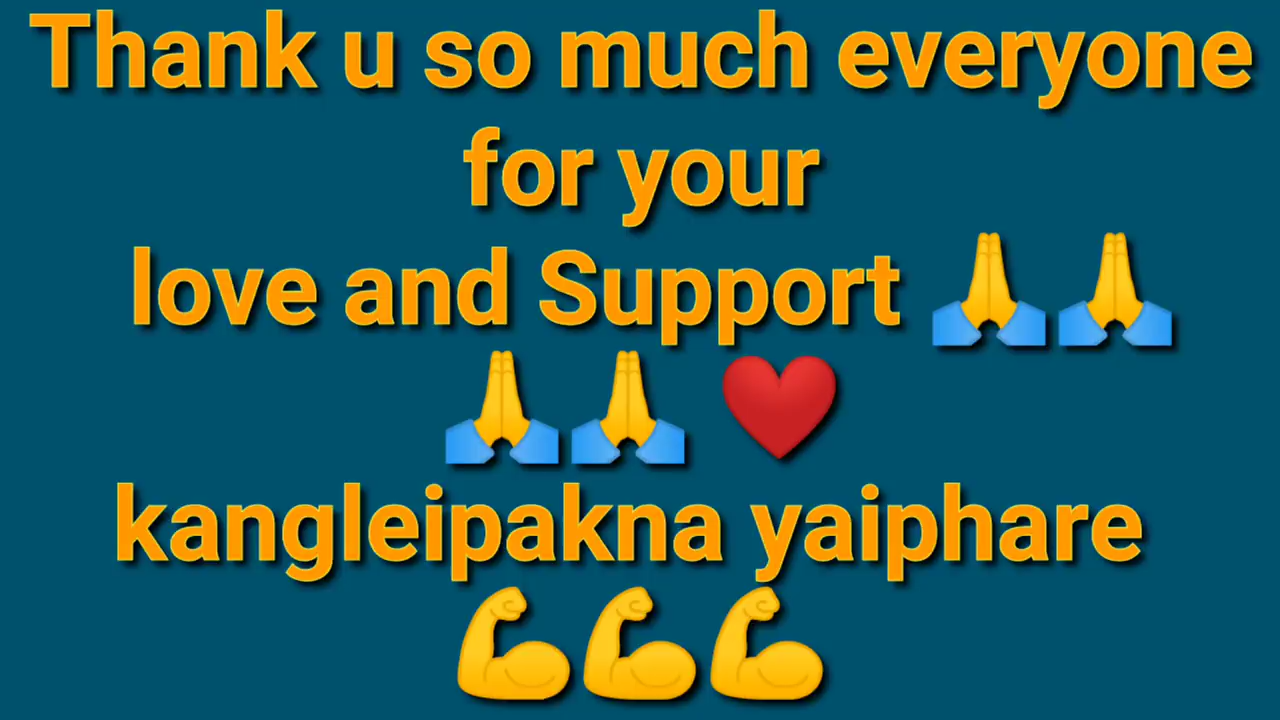 Thank u so much everyone
for your
love and Support 🙏🙏
🙏🙏 ❤️
kangleipakna yaiphare
💪💪💪